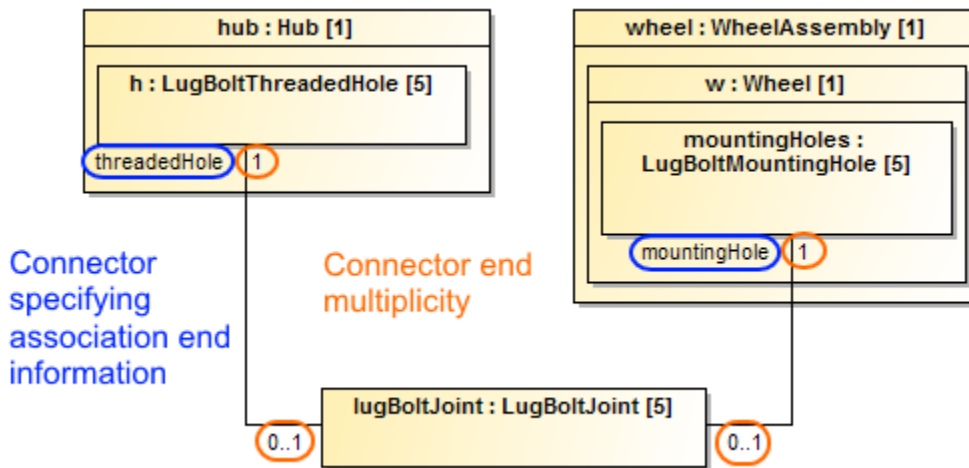 hub : Hub [1]
h : LugBoltThreadedHole [5]
threadedHole
1
wheel : WheelAssembly [1]
w : Wheel [1]
mountingHoles :
LugBoltMountingHole [5]
mountingHole
1
Connector
specifying
association end
information
Connector end
multiplicity
lugBoltJoint : LugBoltJoint [5]
0..1
0..1